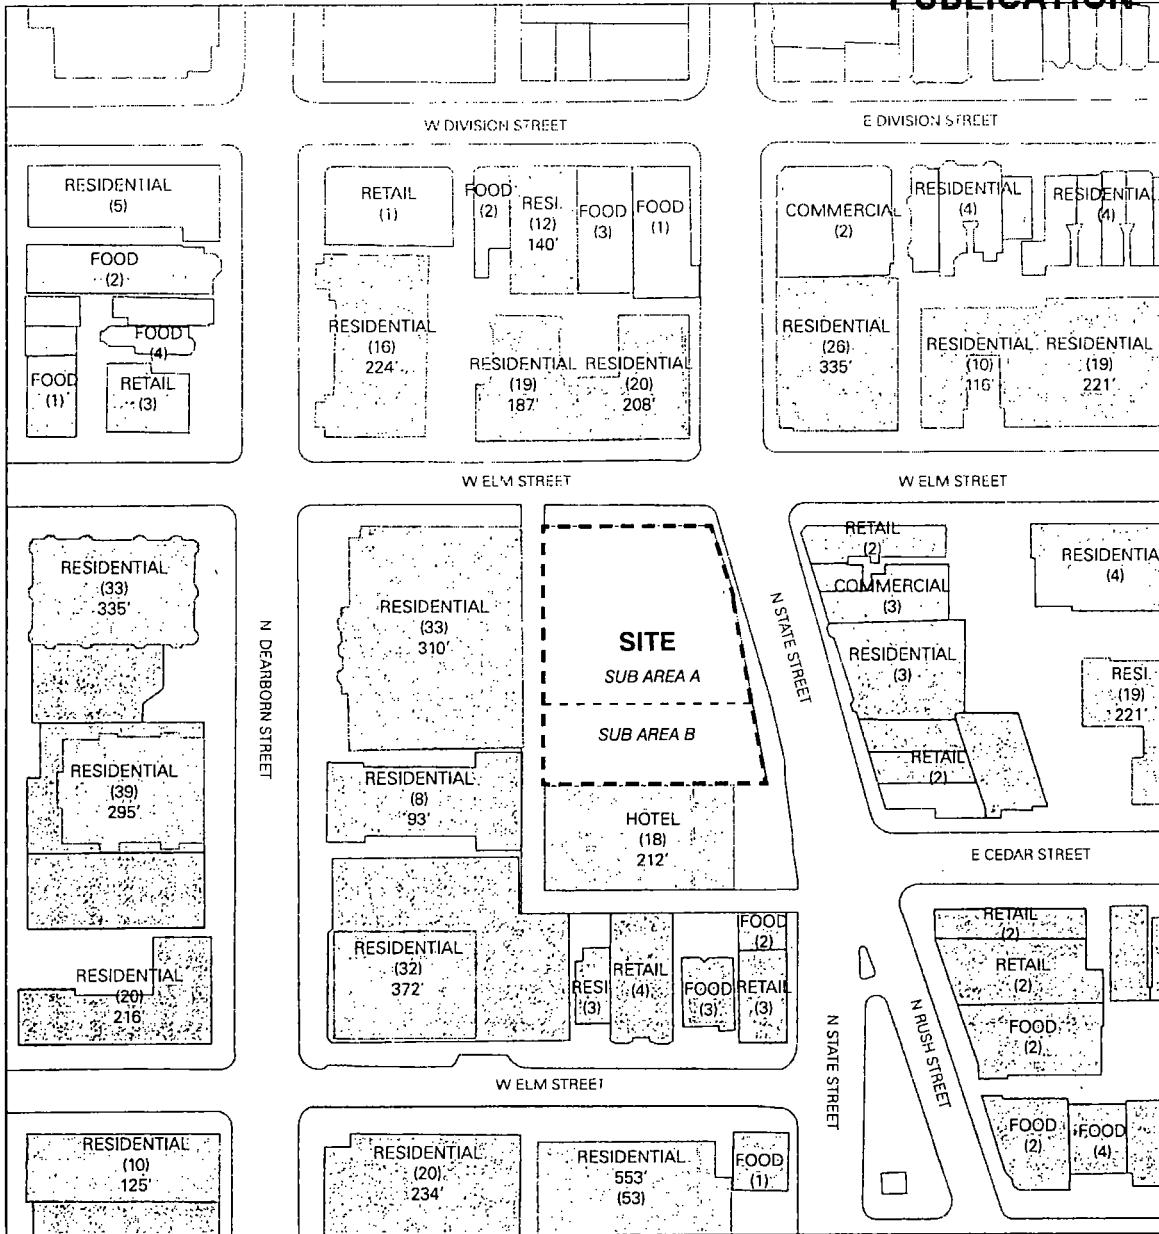 PUBLICATION
W DIVISION STREET
E DIVISION STREET
RESIDENTIAL
(5)
RETAIL
(1)
FOOD
(2)
RESI.
(12)
140'
FOOD
(3)
FOOD
(1)
COMMERCIAL
(2)
RESIDENTIAL
(4)
RESIDENTIAL
(4)
FOOD
(2)
FOOD
(4)
FOOD
(1)
RETAIL
(3)
RESIDENTIAL
(16)
224'
RESIDENTIAL
(19)
187'
RESIDENTIAL
(20)
208'
RESIDENTIAL
(26)
335'
RESIDENTIAL
(10)
116'
RESIDENTIAL
(19)
221'
W ELM STREET
W ELM STREET
RESIDENTIAL
(33)
335'
N DEARBORN STREET
RESIDENTIAL
(33)
310'
SITE
SUB AREA A
SUB AREA B
N STATE STREET
RETAIL
(2)
COMMERCIAL
(3)
RESIDENTIAL
(3)
RETAIL
(2)
RESIDENTIA
(4)
RESI.
(19)
221'
RESIDENTIAL
(39)
295'
RESIDENTIAL
(8)
93'
HOTEL
(18)
212'
E CEDAR STREET
RESIDENTIAL
(20)
216
RESIDENTIAL
(32)
372'
RESI
(3)
RETAIL
(4)
FOOD
(3)
FOOD
(2)
RETAIL
(3)
RETAIL
(2)
RETAIL
(2)
FOOD
(2)
N STATE STREET
N RUSH STREET
W ELM STREET
RESIDENTIAL
(10)
125'
RESIDENTIAL
(20)
234'
RESIDENTIAL
553'
(53)
FOOD
(1)
FOOD
(2)
FOOD
(4)